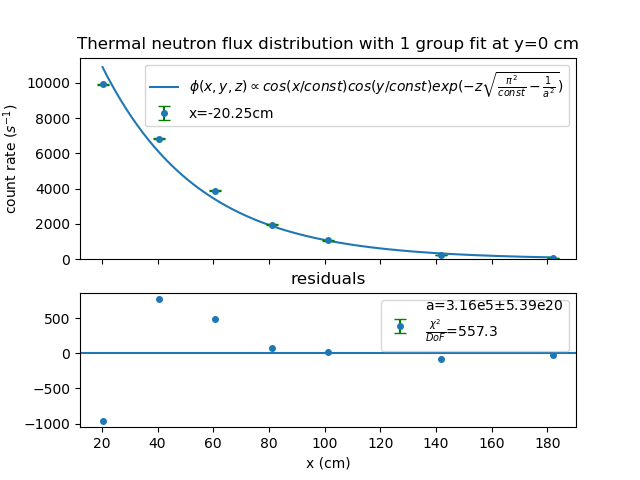 Thermal neutron flux distribution with 1 group fit at y=0 cm
10000
8000
6000
4000
2000
0
count rate (s⁻¹)
ϕ(x, y, z) ∝ cos(x/const)cos(y/const)exp(−z√(π²/const − 1/a²))
x=-20.25cm
residuals
500
0
−500
−1000
a=3.16e5±5.39e20
χ²/DoF=557.3
20 40 60 80 100 120 140 160 180
x (cm)